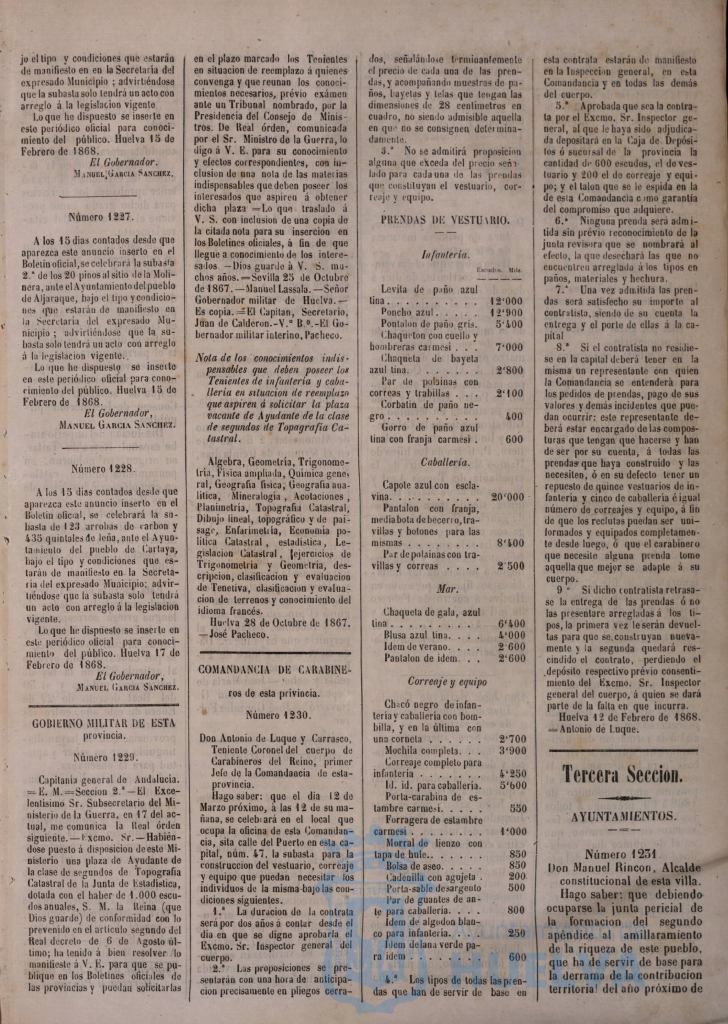 jo el tipo y condiciones que estarán
de manifiesto en en la Secretaría del
expresado Municipio; advirtiéndose
que la subasta solo tendrá un acto con
arreglo á la legislacion vigente.
Lo que he dispuesto se inserte en
este periódico oficial para conoci-
miento del público. Huelva 15 de
Febrero de 1868.
El Gobernador.
MANUEL GARCIA SANCHEZ.
Número 1227.
A los 15 dias contados desde que
aparezca este anuncio inserto en el
Boletin oficial, se celebrará la subasta
2.ª de los 20 pinos al sitio de la Moli-
nera, ante el Ayuntamiento del pueblo
de Aljaraque, bajo el tipo y condicio-
nes que estarán de manifiesto en
la Secretaría del expresado Mu-
nicipio; advirtiéndose que la su-
basta solo tendrá un acto con arreglo
á la legislacion vigente.
Lo que he dispuesto se inserte
en este periódico oficial para cono-
cimiento del público. Huelva 15 de
Febrero de 1868.
El Gobernador,
MANUEL GARCIA SANCHEZ.
Número 1228.
A los 15 dias contados desde que
aparezca este anuncio inserto en el
Boletin oficial, se celebrará la su-
basta de 123 arrobas de carbon y
435 quintales de leña, ante el Ayun-
tamiento del pueblo de Cartaya,
bajo el tipo y condiciones que es-
tarán de manifiesto en la Secreta-
ría del expresado Municipio; advir-
tiéndose que la subasta solo tendrá
un acto con arreglo á la legislacion
vigente.
Lo que he dispuesto se inserte en
este periódico oficial para conoci-
miento del público. Huelva 17 de
Febrero de 1868.
El Gobernador,
MANUEL GARCIA SANCHEZ.
GOBIERNO MILITAR DE ESTA
provincia.
Número 1229.
Capitania general de Andalucia.
=E. M.=Seccion 2.ª—El Exce-
lentísimo Sr. Subsecretario del Mi-
nisterio de la Guerra, en 17 del ac-
tual, me comunica la Real órden
siguiente.—Excmo. Sr.—Habién-
dose puesto á disposicion de este Mi-
nisterio una plaza de Ayudante de
la clase de segundos de Topografía
Catastral de la Junta de Estadística,
dotada con el haber de 1.000 escu-
dos anuales, S. M. la Reina (que
Dios guarde) de conformidad con lo
prevenido en el artículo segundo del
Real decreto de 6 de Agosto úl-
timo; ha tenido á bien resolver lo
manifieste á V. E. para que se pu-
blique en los Boletines oficiales de
las provincias y puedan solicitarlas
en el plazo marcado los Tenientes
en situacion de reemplazo á quienes
convenga y que reunan los conoci-
mientos necesarios, prévio exámen
ante un Tribunal nombrado, por la
Presidencia del Consejo de Minis-
tros. De Real órden, comunicada
por el Sr. Ministro de la Guerra, lo
digo á V. E. para su conocimiento
y efectos correspondientes, con in-
clusion de una nota de las materias
indispensables que deben poseer los
interesados que aspiren á obtener
dicha plaza=Lo que traslado á
V. S. con inclusion de una copia de
la citada nota para su insercion en
los Boletines oficiales, á fin de que
llegue á conocimiento de los intere-
sados.—Dios guarde á V. S. mu-
chos años.—Sevilla 25 de Octubre
de 1867.—Manuel Lassala.—Señor
Gobernador militar de Huelva.—
Es copia.=El Capitan, Secretario,
Juan de Calderon.-V.º B.º-El Go-
bernador militar interino, Pacheco.
Nota de los conocimientos indis-
pensables que deben poseer los
Tenientes de infantería y caba-
llería en situacion de reemplazo
que aspiren á solicitar la plaza
vacante de Ayudante de la clase
de segundos de Topografía Ca-
tastral.
Algebra, Geometría, Trigonome-
tría, Física ampliada, Química gene-
ral, Geografia física, Geografia ana-
lítica, Mineralogia, Acotaciones,
Planimetría, Topografía Catastral,
Dibujo lineal, topográfico y de pai-
sage, Enfarimetría, Economía po-
lítica Catastral, estadística, Le-
gislacion Catastral, ejercicios de
Trigonometría y Geometría, des-
cripcion, clasificacion y evaluacion
de Tenetiva, clasificacion y evalua-
cion de terrenos y conocimiento del
idioma francés.
Huelva 28 de Octubre de 1867.
—José Pacheco.
COMANDANCIA DE CARABINE-
ros de esta privincia.
Número 1230.
Don Antonio de Luque y Carrasco,
Teniente Coronel del cuerpo de
Carabineros del Reino, primer
Jefe de la Comandancia de esta
provincia.
Hago saber: que el dia 12 de
Marzo próximo, á las 12 de su ma-
ñana, se celebrará en el local que
ocupa la oficina de esta Comandan-
cia, sita calle del Puerto en esta ca-
pital, núm. 47, la subasta para la
construccion del vestuario, correaje
y equipo que puedan necesitar los
individuos de la misma bajo las con-
diciones siguientes.
1.ª La duracion de la contrata
será por dos años á contar desde el
dia en que se digne aprobarla el
Excmo. Sr. Inspector general del
cuerpo.
2.ª Las proposiciones se pre-
sentarán con una hora de anticipa-
cion precisamente en pliegos cerra-
dos, señalándose terminantemente
el precio de cada una de las pren-
das, y acompañando muestras de pa-
ños, bayetas y telas que tengan las
dimensiones de 28 centímetros en
cuadro, no siendo admisible aquella
en que no se consignen determina-
damente.
3.ª No se admitirá proposicion
alguna que exceda del precio seña-
lado para cada una de las prendas
que constituyan el vestuario, cor-
reaje y equipo.
PRENDAS DE VESTUARIO.
Infantería.
Escudos. Mils.
Levita de paño azul
tina. . . . . . . . 12'000
Poncho azul. . . . . 12'900
Pontalon de paño gris. 5'400
Chaqueton con cuello y
hombreras carmesí . . 7'000
Chaqueta de bayeta
azul tina. . . . . . 2'800
Par de polainas con
correas y trabillas . . 2'100
Corbatin de paño ne-
gro. . . . . . . . . 400
Gorro de paño azul
tina con franja carmesí . 600
Caballería.
Capote azul con escla-
vina. . . . . . . . . 20'000
Pantalon con franja,
media bota de becerro, tra-
villas y botones para las
mismas . . . . . . . 8'400
Par de polainas con tra-
villas y correas . . . 2'500
Mar.
Chaqueta de gala, azul
tina . . . . . . . . 6'400
Blusa azul tina. . . . 4'000
Idem de verano. . . . 2'600
Pantalon de idem. . . 2'600
Correaje y equipo
Chacó negro de infan-
tería y caballería con bom-
billa, y en la última con
una corneta . . . . . 2'700
Mochila completa. . . 3'900
Correaje completo para
infantería . . . . . . 4'250
Id. id. para caballería. 5'600
Porta-carabina de es-
tambre carmesí. . . . 550
Forragera de estambre
carmesí . . . . . . . 1'000
Morral de lienzo con
tapa de hule. . . . . 850
Bolsa de aseo. . . . . 850
Cadenilla con agujeta . 200
Porta-sable de sargento 500
Par de guantes de an-
te para caballería. . . 800
Idem de algodon blan-
co para infantería. . . 250
Idem de lana verde pa-
ra idem . . . . . . . 600
4.ª Los tipos de todas las pren-
das que han de servir de base en
esta contrata estarán de manifiesto
en la Inspeccion general, en esta
Comandancia y en todas las demás
del cuerpo.
5.ª Aprobada que sea la contra-
ta por el Excmo. Sr. Inspector ge-
neral, al que le haya sido adjudica-
da depositará en la Caja de Depósi-
tos ó sucursal de la provincia la
cantidad de 600 escudos, el de ves-
tuario y 200 el de correaje y equi-
po; y el talon que se le espida en la
de esta Comandancia como garantía
del compromiso que adquiere.
6.ª Ninguna prenda será admi-
tida sin prévio reconocimiento de la
junta revisora que se nombrará al
efecto, la que desechará las que no
encuentren arreglada á los tipos en
paños, materiales y hechura.
7.ª Una vez admitida las pren-
das será satisfecho su importe al
contratista, siendo de su cuenta la
entrega y el porte de ellas á la ca
pital
8.ª Si el contratista no residie-
se en la capital deberá tener en la
misma un representante con quien
la Comandancia se entenderá para
los pedidos de prendas, pago de sus
valores y demás incidentes que pue-
dan ocurrir: este representante de-
berá estar encargado de las compos-
turas que tengan que hacerse y han
de ser por su cuenta, á todas las
prendas que haya construido y las
necesiten, ó en su defecto tener un
repuesto de quince vestuarios de in-
fantería y cinco de caballería é igual
número de correajes y equipo, á fin
de que los reclutas puedan ser uni-
formados y equipados completamen-
te desde luego, ó que el carabinero
que necesite alguna prenda tome
aquella que mejor se adapte á su
cuerpo.
9.ª Si dicho contratista retrasa-
se la entrega de las prendas ó no
las presentare arregladas á los ti-
pos, la primera vez le serán devuel-
tas para que se construyan nueva-
mente y la segunda quedará res-
cindido el contrato, perdiendo el
depósito respectivo prévio consenti-
miento del Excmo. Sr. Inspector
general del cuerpo, á quien se dará
parte de la falta en que incurra.
Huelva 12 de Febrero de 1868.
=Antonio de Luque.
Tercera Seccion.
AYUNTAMIENTOS.
Número 1231
Don Manuel Rincon, Alcalde
constitucional de esta villa.
Hago saber: que debiendo
ocuparse la junta pericial de
la formacion del segundo
apéndice al amillaramiento
de la riqueza de este pueblo,
que ha de servir de base para
la derrama de la contribucion
territorial del año próximo de